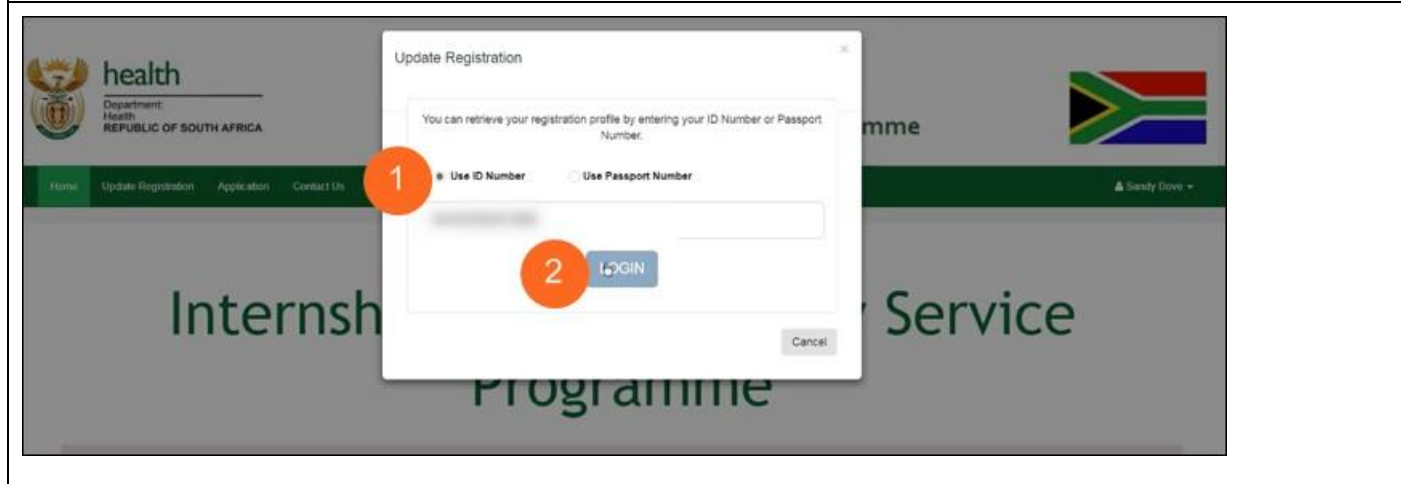 Update Registration
×
health
Department:
Health
REPUBLIC OF SOUTH AFRICA
You can retrieve your registration profile by entering your ID Number or Passport
Number.
mme
1
Use ID Number
Use Passport Number
Home
Update Registration
Application
Contact Us
Sandy Dove
2
LOGIN
Internsh
Service
Cancel
Programme